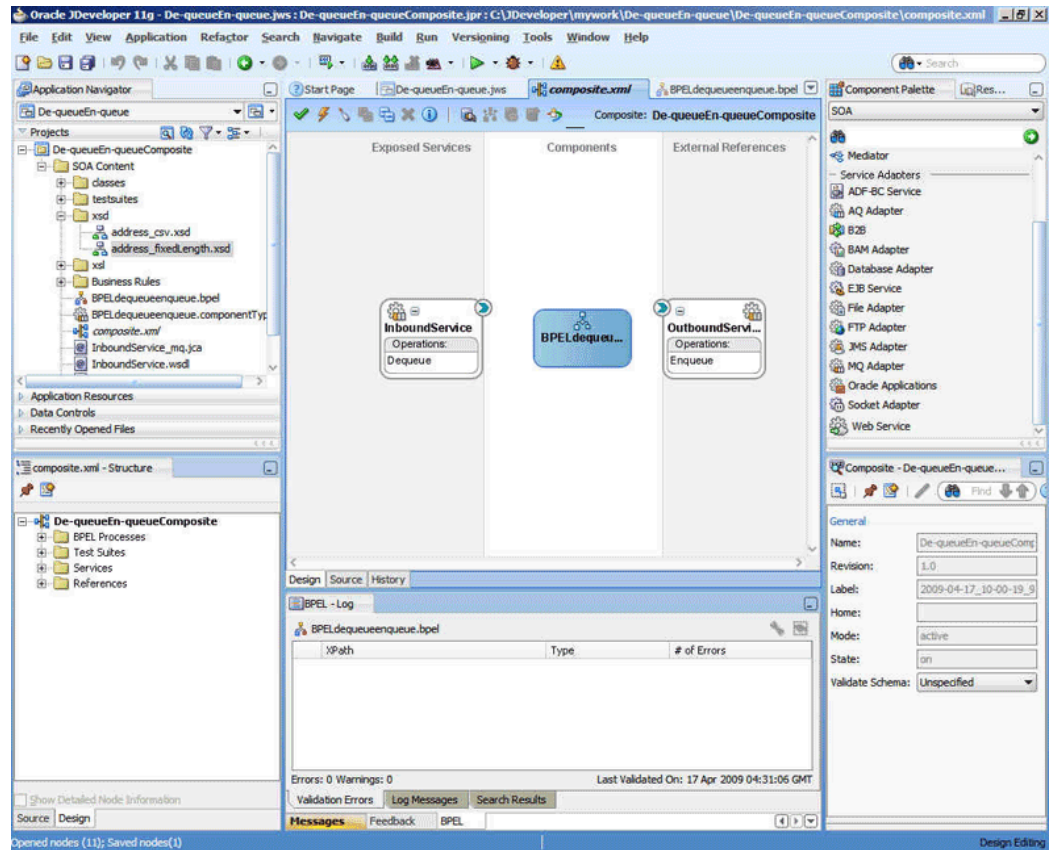 Oracle JDeveloper 11g - De-queueEn-queue.jws : De-queueEn-queueComposite.jpr : C:\JDeveloper\mywork\De-queueEn-queue\De-queueEn-queueComposite\composite.xml
File Edit View Application Refactor Search Navigate Build Run Versioning Tools Window Help
Search
Application Navigator
De-queueEn-queue
Projects
De-queueEn-queueComposite
SOA Content
classes
testsuites
xsd
address_csv.xsd
address_fixedLength.xsd
xsl
Business Rules
BPELdequeueenqueue.bpel
BPELdequeueenqueue.componentTyp
composite.xml
InboundService_mq.jca
InboundService.wsdl
Application Resources
Data Controls
Recently Opened Files
composite.xml - Structure
De-queueEn-queueComposite
BPEL Processes
Test Suites
Services
References
Show Detailed Node Information
Source Design
Start Page De-queueEn-queue.jws composite.xml BPELdequeueenqueue.bpel
Composite: De-queueEn-queueComposite
Exposed Services Components External References
InboundService
Operations:
Dequeue
BPELdequeu...
OutboundServi...
Operations:
Enqueue
Design Source History
BPEL - Log
BPELdequeueenqueue.bpel
XPath Type # of Errors
Errors: 0 Warnings: 0 Last Validated On: 17 Apr 2009 04:31:06 GMT
Validation Errors Log Messages Search Results
Messages Feedback BPEL
Component Palette Res...
SOA
Mediator
Service Adapters
ADF-BC Service
AQ Adapter
B2B
BAM Adapter
Database Adapter
EJB Service
File Adapter
FTP Adapter
JMS Adapter
MQ Adapter
Oracle Applications
Socket Adapter
Web Service
Composite - De-queueEn-queue...
Find
General
Name: De-queueEn-queueComp
Revision: 1.0
Label: 2009-04-17_10-00-19_9
Home:
Mode: active
State: on
Validate Schema: Unspecified
Opened nodes (11); Saved nodes(1) Design Editing